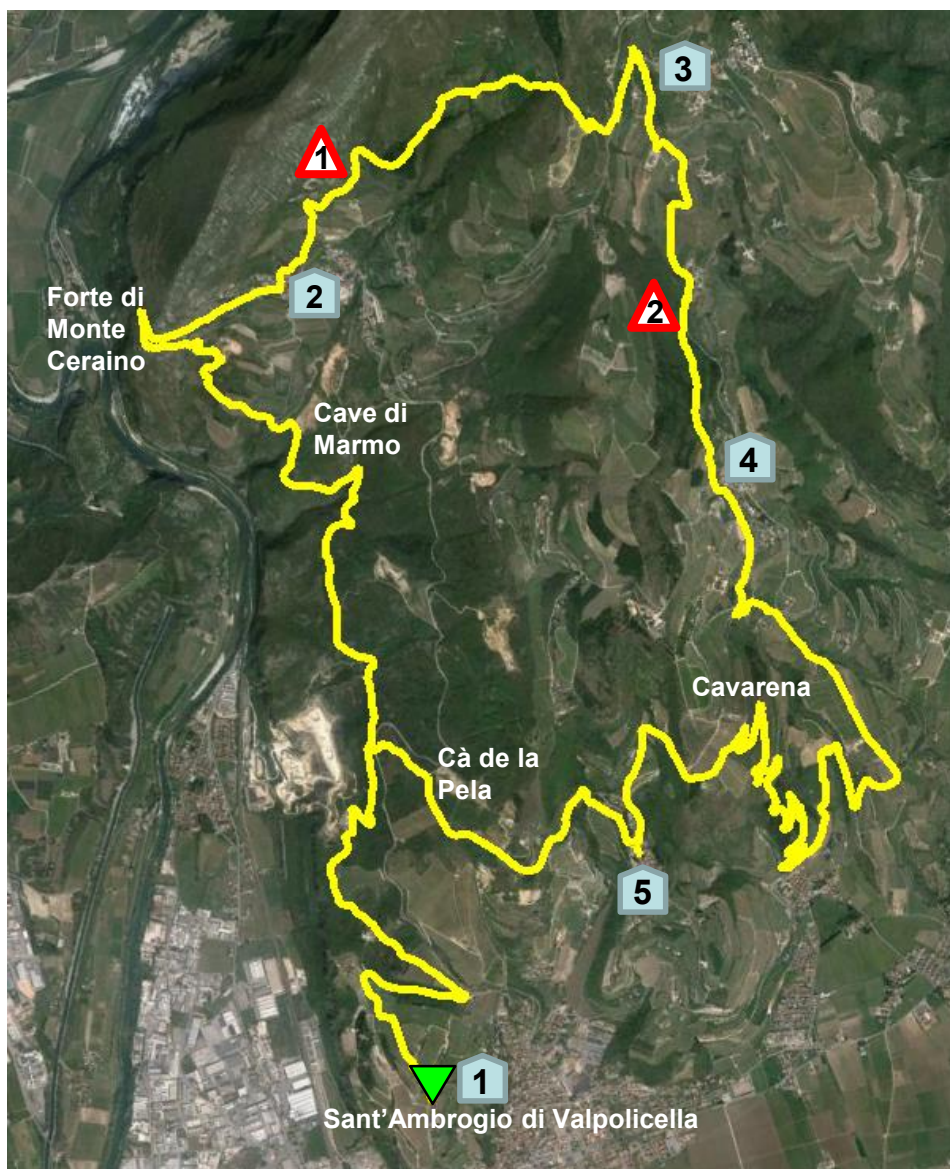 3
1
2
Forte di
Monte
Ceraino
2
Cave di
Marmo
4
Cavarena
Cà de la
Pela
5
1
Sant'Ambrogio di Valpolicella